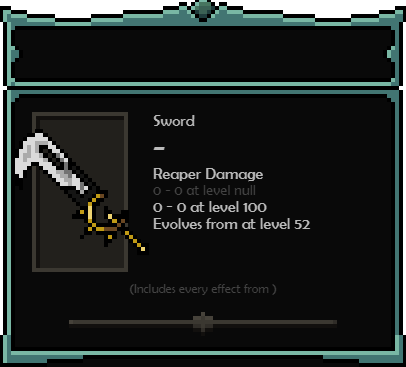 Sword
–
Reaper Damage
0 - 0 at level null
0 - 0 at level 100
Evolves from at level 52
(Includes every effect from )